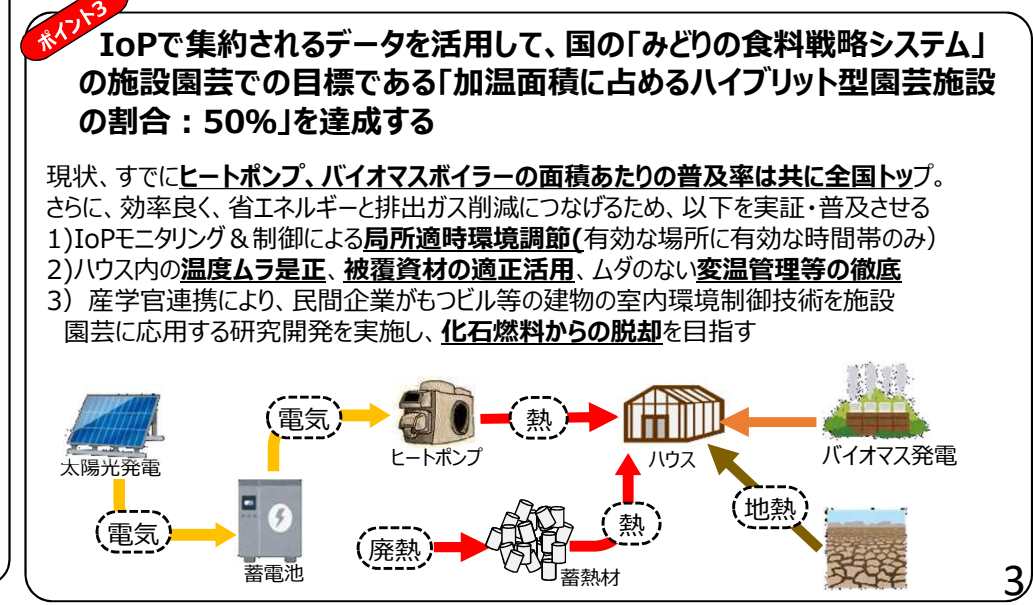 ポイント3
IoPで集約されるデータを活用して、国の「みどりの食料戦略システム」
の施設園芸での目標である「加温面積に占めるハイブリット型園芸施設
の割合：50%」を達成する
現状、すでにヒートポンプ、バイオマスボイラーの面積あたりの普及率は共に全国トップ。
さらに、効率良く、省エネルギーと排出ガス削減につなげるため、以下を実証・普及させる
1)IoPモニタリング＆制御による局所適時環境調節(有効な場所に有効な時間帯のみ)
2)ハウス内の温度ムラ是正、被覆資材の適正活用、ムダのない変温管理等の徹底
3) 産学官連携により、民間企業がもつビル等の建物の室内環境制御技術を施設
園芸に応用する研究開発を実施し、化石燃料からの脱却を目指す
電気
熱
太陽光発電
ヒートポンプ
ハウス
バイオマス発電
電気
廃熱
熱
地熱
蓄電池
蓄熱材
3